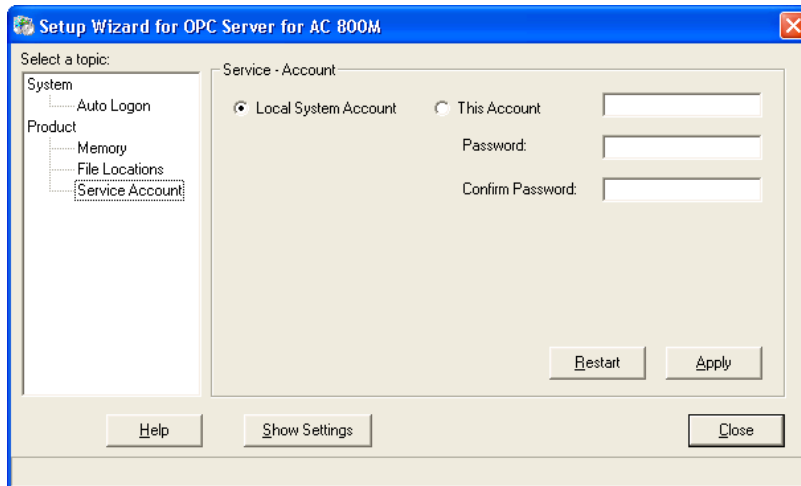 Setup Wizard for OPC Server for AC 800M
Select a topic:
System
Auto Logon
Product
Memory
File Locations
Service Account
Service - Account
Local System Account
This Account
Password:
Confirm Password:
Restart
Apply
Help
Show Settings
Close